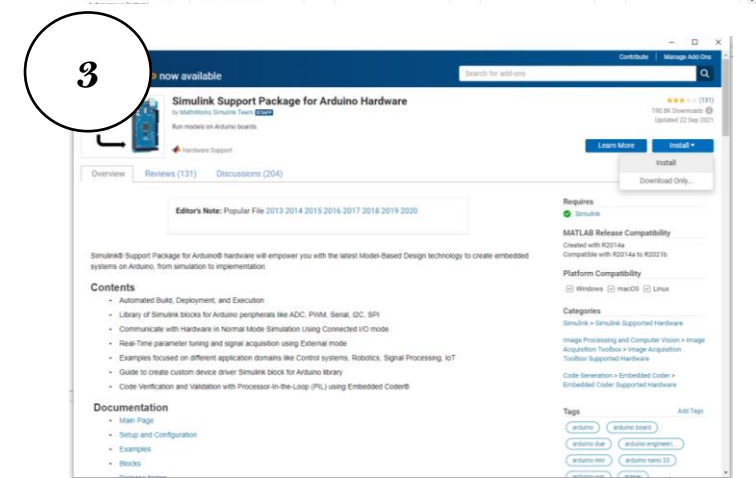 3
now available
Contribute | Manage Add-Ons
Search for add-ons
Simulink Support Package for Arduino Hardware
by MathWorks Simulink Team STAFF
Run models on Arduino boards.
Hardware Support
(131)
190.8K Downloads
Updated 22 Sep 2021
Learn More
Install
Install
Download Only...
Overview
Reviews (131)
Discussions (204)
Editor's Note: Popular File 2013 2014 2015 2016 2017 2018 2019 2020
Simulink® Support Package for Arduino® hardware will empower you with the latest Model-Based Design technology to create embedded
systems on Arduino, from simulation to implementation.
Contents
• Automated Build, Deployment, and Execution
• Library of Simulink blocks for Arduino peripherals like ADC, PWM, Serial, I2C, SPI
• Communicate with Hardware in Normal Mode Simulation Using Connected I/O mode
• Real-Time parameter tuning and signal acquisition using External mode
• Examples focused on different application domains like Control systems, Robotics, Signal Processing, IoT
• Guide to create custom device driver Simulink block for Arduino library
• Code Verification and Validation with Processor-In-the-Loop (PIL) using Embedded Coder®
Documentation
• Main Page
• Setup and Configuration
• Examples
• Blocks
Requires
Simulink
MATLAB Release Compatibility
Created with R2014a
Compatible with R2014a to R2021b
Platform Compatibility
Windows macOS Linux
Categories
Simulink > Simulink Supported Hardware
Image Processing and Computer Vision > Image
Acquisition Toolbox > Image Acquisition
Toolbox Supported Hardware
Code Generation > Embedded Coder >
Embedded Coder Supported Hardware
Tags
Add Tags
arduino
arduino board
arduino due
arduino engineeri...
arduino mkr
arduino nano 33